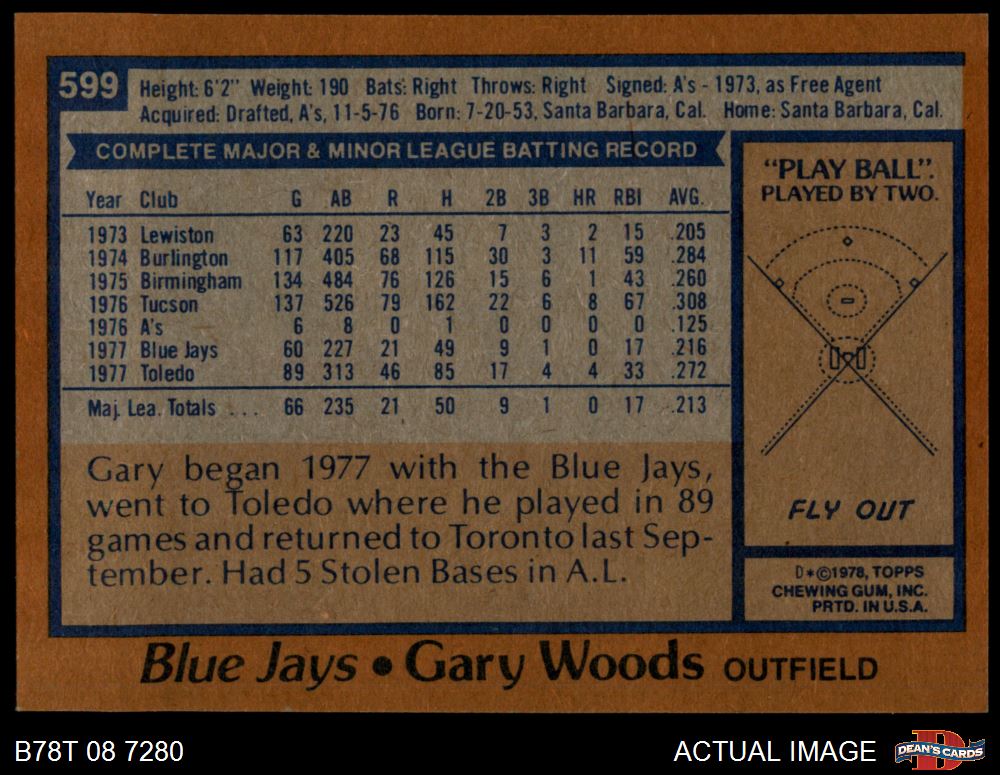 599
Height: 6'2" Weight: 190 Bats: Right Throws: Right Signed: A's - 1973, as Free Agent
Acquired: Drafted, A's, 11-5-76 Born: 7-20-53, Santa Barbara, Cal. Home: Santa Barbara, Cal.
COMPLETE MAJOR & MINOR LEAGUE BATTING RECORD
Year Club G AB R H 2B 3B HR RBI AVG.
1973 Lewiston 63 220 23 45 7 3 2 15 .205
1974 Burlington 117 405 68 115 30 3 11 59 .284
1975 Birmingham 134 484 76 126 15 6 1 43 .260
1976 Tucson 137 526 79 162 22 6 8 67 .308
1976 A's 6 8 0 1 0 0 0 0 .125
1977 Blue Jays 60 227 21 49 9 1 0 17 .216
1977 Toledo 89 313 46 85 17 4 4 33 .272
Maj. Lea. Totals ... 66 235 21 50 9 1 0 17 .213
Gary began 1977 with the Blue Jays,
went to Toledo where he played in 89
games and returned to Toronto last Sep-
tember. Had 5 Stolen Bases in A.L.
"PLAY BALL".
PLAYED BY TWO.
FLY OUT
D*©1978, TOPPS
CHEWING GUM, INC.
PRTD. IN U.S.A.
Blue Jays • Gary Woods OUTFIELD
B78T 08 7280
ACTUAL IMAGE
DEAN'S CARDS